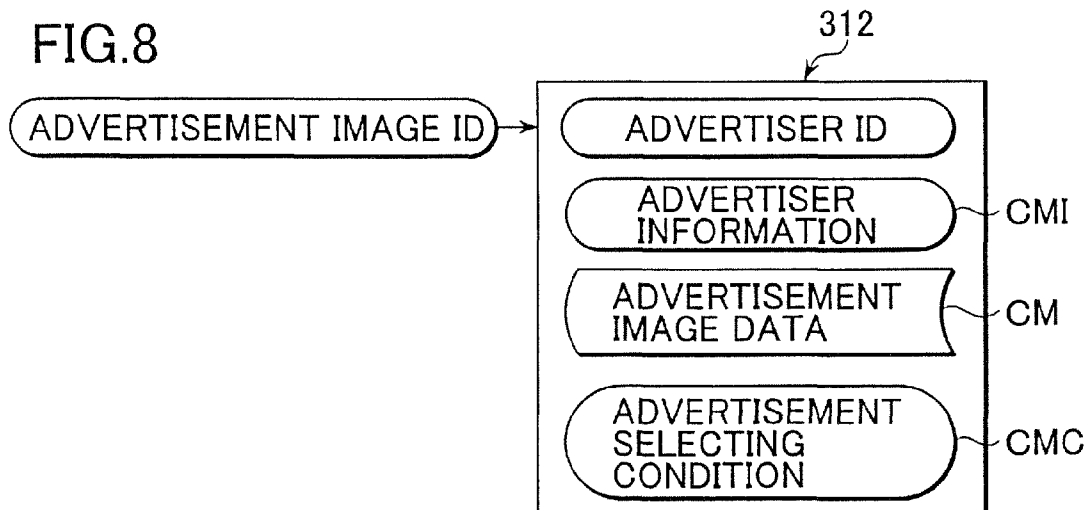 FIG.8
312
ADVERTISEMENT IMAGE ID
ADVERTISER ID
ADVERTISER
INFORMATION
CMI
ADVERTISEMENT
IMAGE DATA
CM
ADVERTISEMENT
SELECTING
CONDITION
CMC